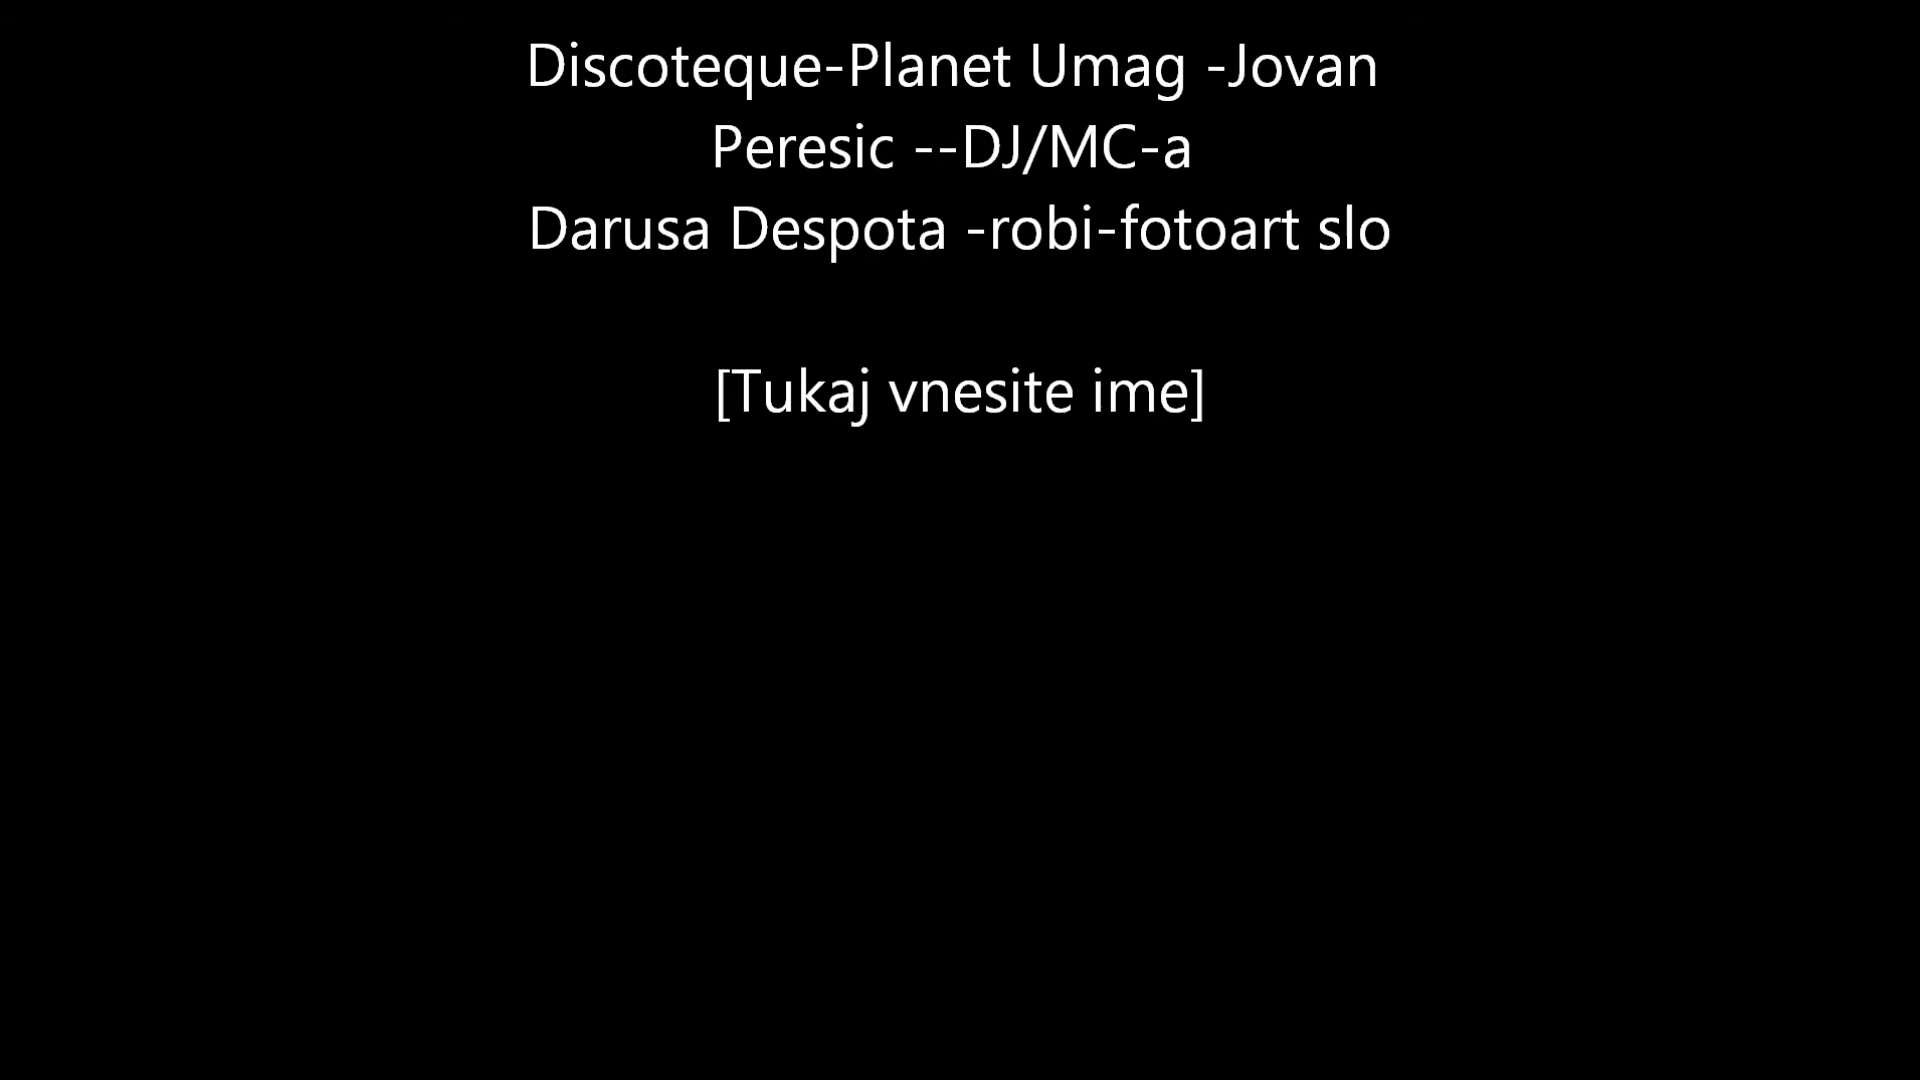 Discoteque-Planet Umag -Jovan
Peresic --DJ/MC-a
Darusa Despota -robi-fotoart slo
[Tukaj vnesite ime]